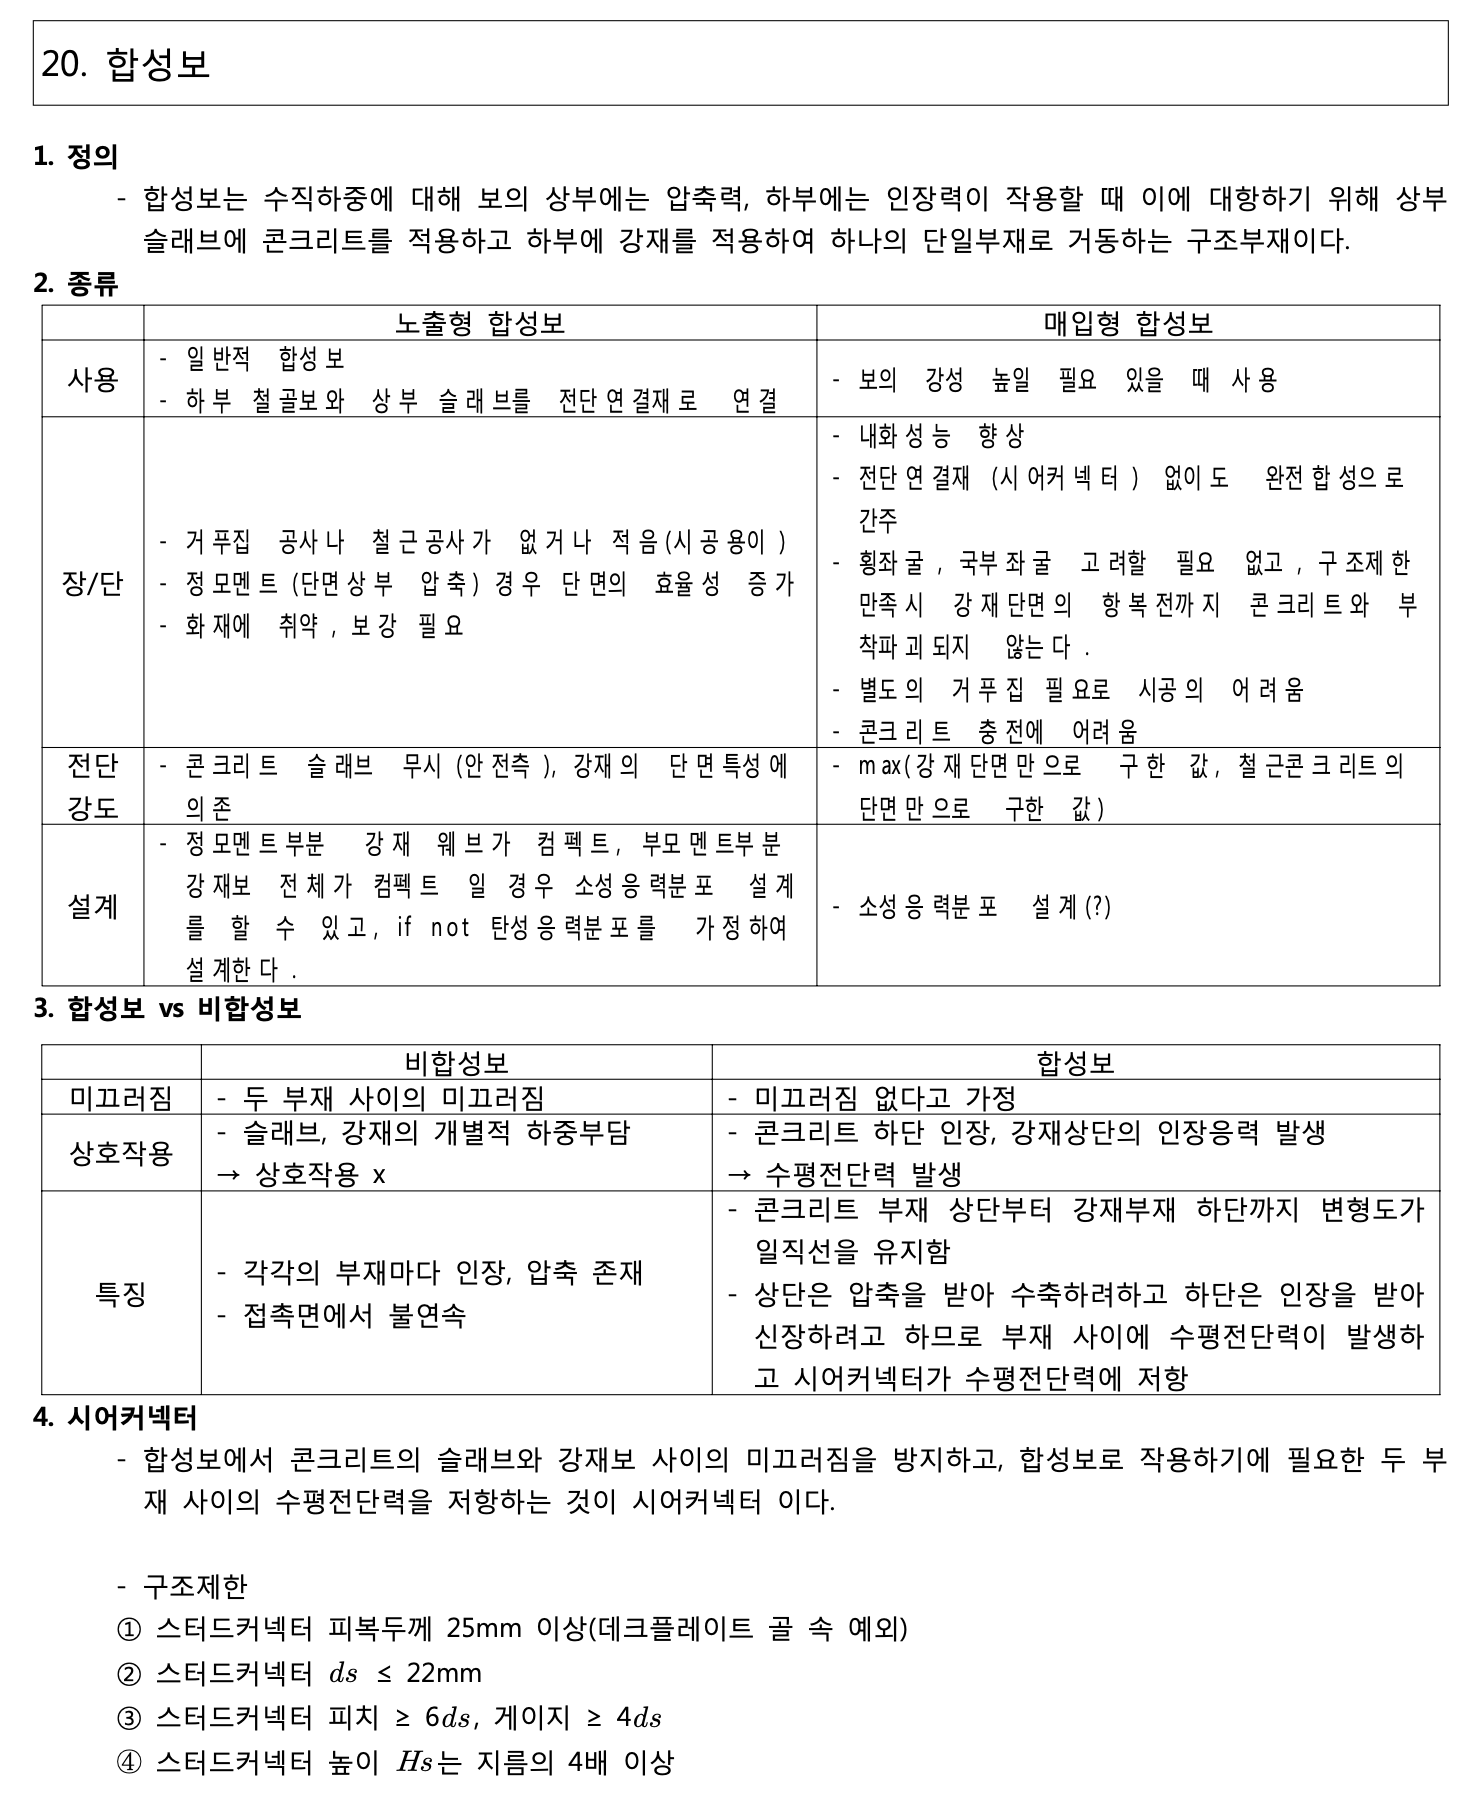 20. 합성보
1. 정의
- 합성보는 수직하중에 대해 보의 상부에는 압축력, 하부에는 인장력이 작용할 때 이에 대항하기 위해 상부
슬래브에 콘크리트를 적용하고 하부에 강재를 적용하여 하나의 단일부재로 거동하는 구조부재이다.
2. 종류
노출형 합성보
매입형 합성보
사용
- 일반적 합성보
- 하부 철골보와 상부 슬래브를 전단연결재로 연결
- 보의 강성 높일 필요 있을 때 사용
장/단
- 거푸집 공사나 철근공사가 없거나 적음(시공용이)
- 정모멘트(단면상부 압축) 경우 단면의 효율성 증가
- 화재에 취약, 보강 필요
- 내화성능 향상
- 전단연결재 (시어커넥터) 없이도 완전합성으로
간주
- 횡좌굴, 국부좌굴 고려할 필요 없고, 구조제한
만족시 강재단면의 항복전까지 콘크리트와 부
착파괴되지 않는다.
- 별도의 거푸집 필요로 시공의 어려움
- 콘크리트 충전에 어려움
전단
강도
- 콘크리트 슬래브 무시 (안전측), 강재의 단면특성에
의존
- max(강재단면만으로 구한 값, 철근콘크리트의
단면만으로 구한 값)
설계
- 정모멘트부분 강재 웨브가 컴펙트, 부모멘트부분
강재보 전체가 컴펙트 일 경우 소성응력분포 설계
를 할 수 있고, if not 탄성응력분포를 가정하여
설계한다.
- 소성응력분포 설계(?)
3. 합성보 vs 비합성보
비합성보
합성보
미끄러짐
- 두 부재 사이의 미끄러짐
- 미끄러짐 없다고 가정
상호작용
- 슬래브, 강재의 개별적 하중부담
→ 상호작용 x
- 콘크리트 하단 인장, 강재상단의 인장응력 발생
→ 수평전단력 발생
특징
- 각각의 부재마다 인장, 압축 존재
- 접촉면에서 불연속
- 콘크리트 부재 상단부터 강재부재 하단까지 변형도가
일직선을 유지함
- 상단은 압축을 받아 수축하려하고 하단은 인장을 받아
신장하려고 하므로 부재 사이에 수평전단력이 발생하
고 시어커넥터가 수평전단력에 저항
4. 시어커넥터
- 합성보에서 콘크리트의 슬래브와 강재보 사이의 미끄러짐을 방지하고, 합성보로 작용하기에 필요한 두 부
재 사이의 수평전단력을 저항하는 것이 시어커넥터 이다.
- 구조제한
① 스터드커넥터 피복두께 25mm 이상(데크플레이트 골 속 예외)
② 스터드커넥터 ds ≤ 22mm
③ 스터드커넥터 피치 ≥ 6ds, 게이지 ≥ 4ds
④ 스터드커넥터 높이 Hs는 지름의 4배 이상